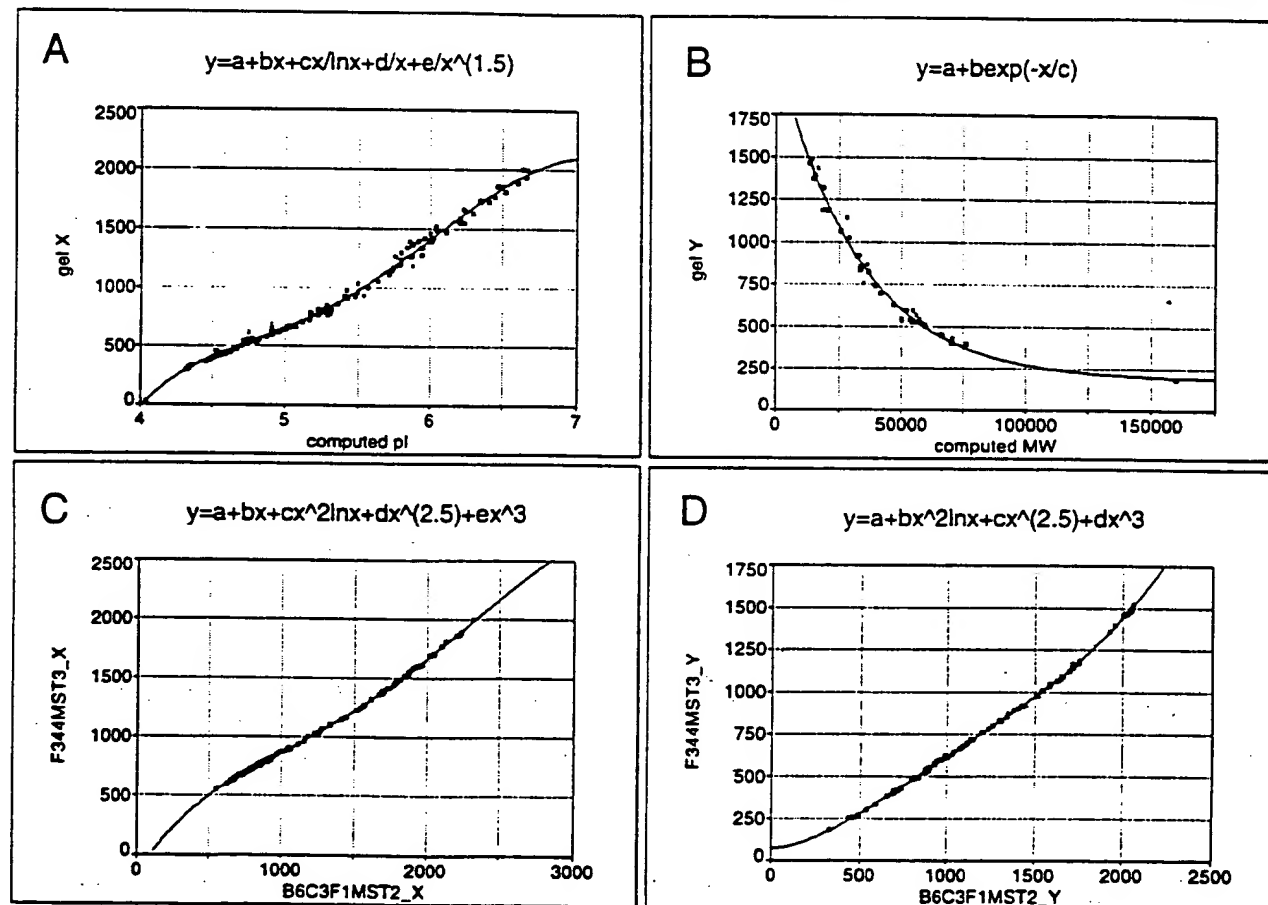 A
y=a+bx+cx/lnx+d/x+e/x^(1.5)
2500
2000
1500
1000
500
0
gel X
4
5
6
7
computed pI
B
y=a+bexp(-x/c)
1750
1500
1250
1000
750
500
250
0
gel Y
0
50000
100000
150000
computed MW
C
y=a+bx+cx^2lnx+dx^(2.5)+ex^3
2500
2000
1500
1000
500
0
F344MST3_X
0
1000
2000
3000
B6C3F1MST2_X
D
y=a+bx^2lnx+cx^(2.5)+dx^3
1750
1500
1250
1000
750
500
250
0
F344MST3_Y
0
500
1000
1500
2000
2500
B6C3F1MST2_Y